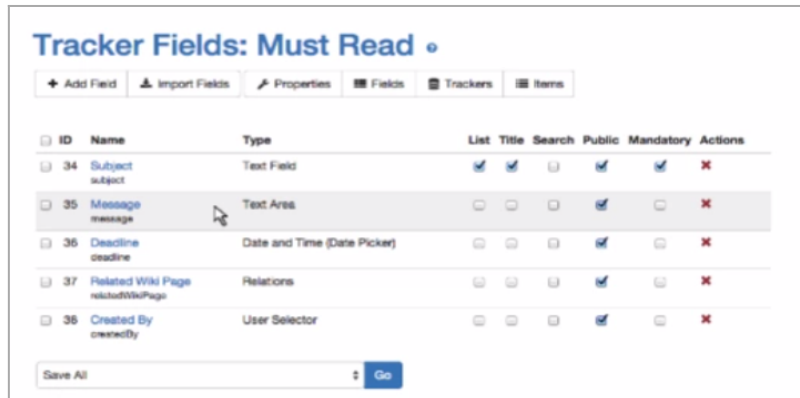 Tracker Fields: Must Read
Add Field Import Fields Properties Fields Trackers Items
ID Name Type List Title Search Public Mandatory Actions
34 Subject Text Field
subject
35 Message Text Area
message
36 Deadline Date and Time (Date Picker)
deadline
37 Related Wiki Page Relations
relatedWikiPage
38 Created By User Selector
createdBy
Save All Go